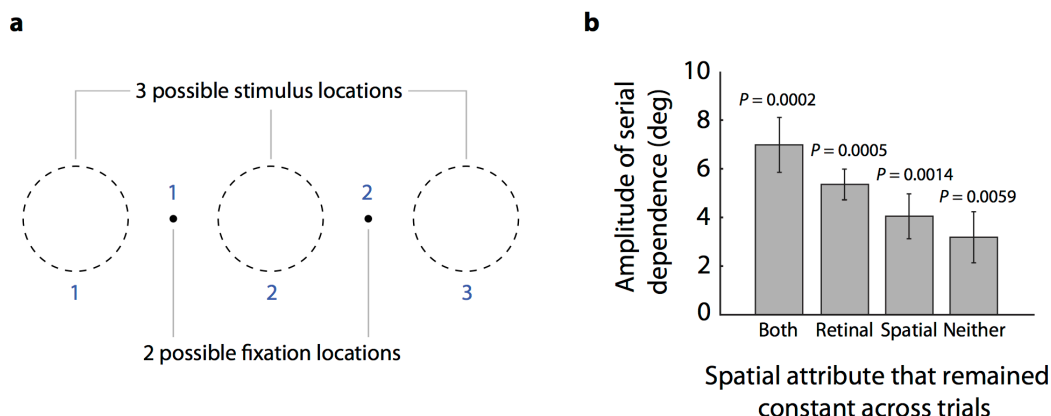 a
3 possible stimulus locations
1
2
1
2
3
2 possible fixation locations
b
Amplitude of serial
dependence (deg)
10
8
6
4
2
0
P = 0.0002
P = 0.0005
P = 0.0014
P = 0.0059
Both Retinal Spatial Neither
Spatial attribute that remained
constant across trials